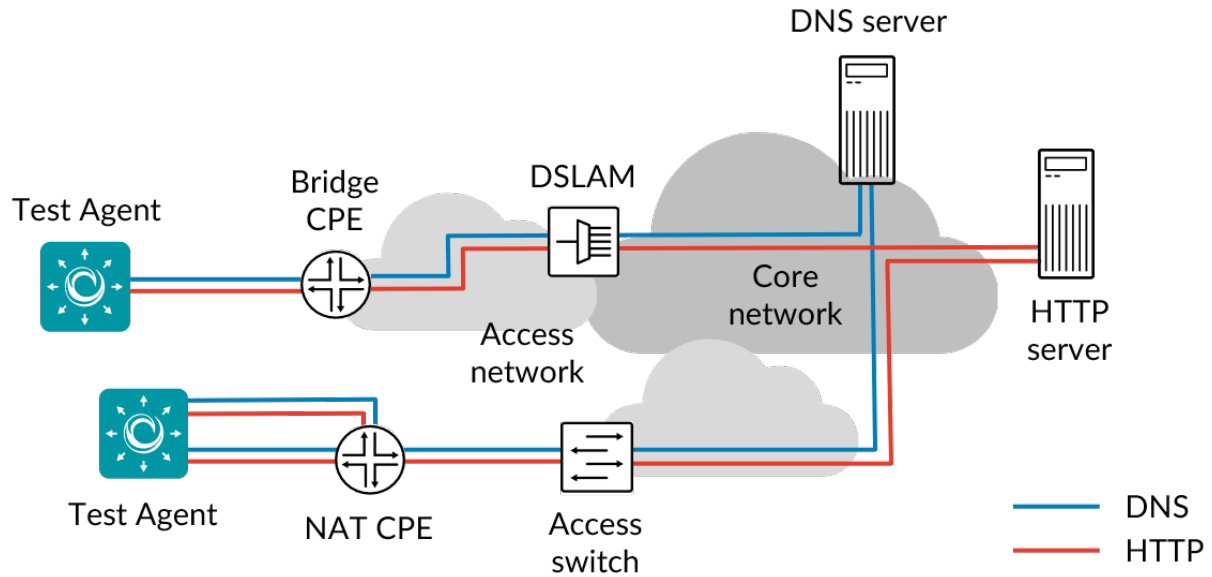 DNS server
DSLAM
Bridge
CPE
Test Agent
Core
network
HTTP
server
Access
network
Test Agent
NAT CPE
Access
switch
DNS
HTTP